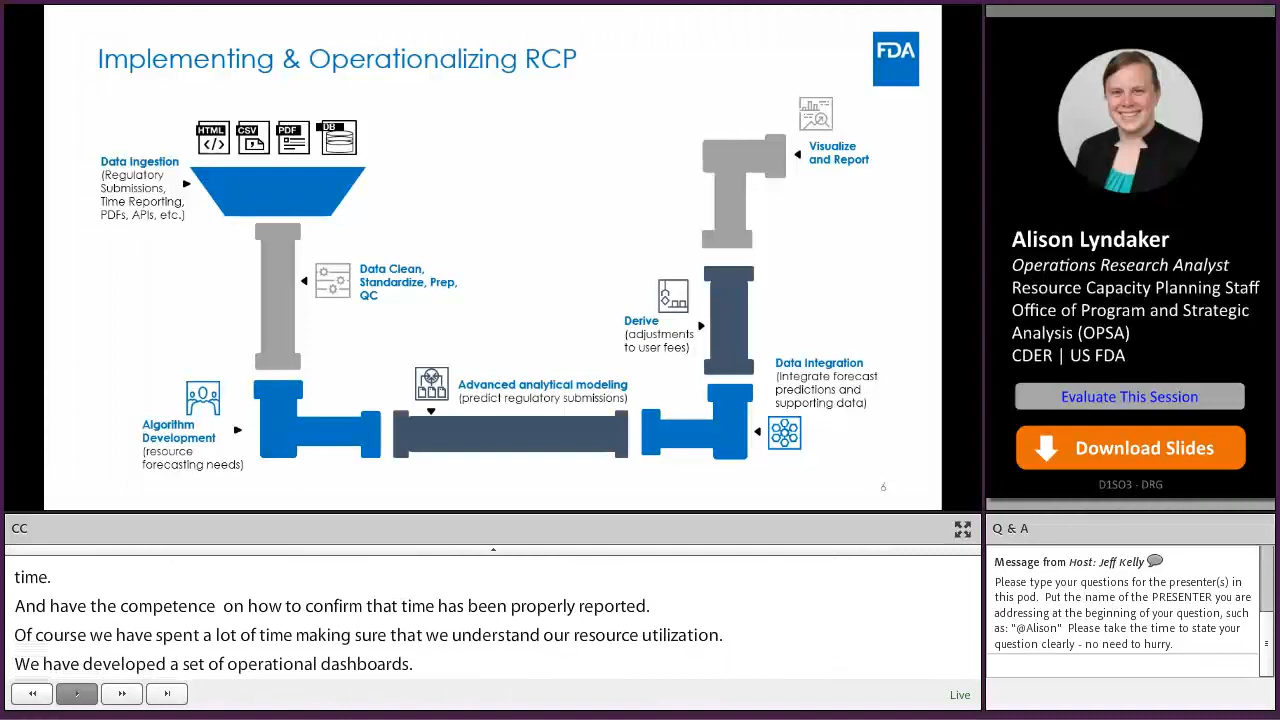 Implementing & Operationalizing RCP
FDA
HTML
CSV
PDF
DB
Data Ingestion
(Regulatory
Submissions,
Time Reporting,
PDFs, APIs, etc.)
Data Clean,
Standardize, Prep,
QC
Algorithm
Development
(resource
forecasting needs)
Advanced analytical modeling
(predict regulatory submissions)
Data Integration
(Integrate forecast
predictions and
supporting data)
Derive
(adjustments
to user fees)
Visualize
and Report
6
Alison Lyndaker
Operations Research Analyst
Resource Capacity Planning Staff
Office of Program and Strategic
Analysis (OPSA)
CDER | US FDA
Evaluate This Session
Download Slides
D1SO3 - DRG
CC
time.
And have the competence on how to confirm that time has been properly reported.
Of course we have spent a lot of time making sure that we understand our resource utilization.
We have developed a set of operational dashboards.
Live
Q & A
Message from Host: Jeff Kelly
Please type your questions for the presenter(s) in
this pod. Put the name of the PRESENTER you are
addressing at the beginning of your question, such
as: "@Alison" Please take the time to state your
question clearly - no need to hurry.